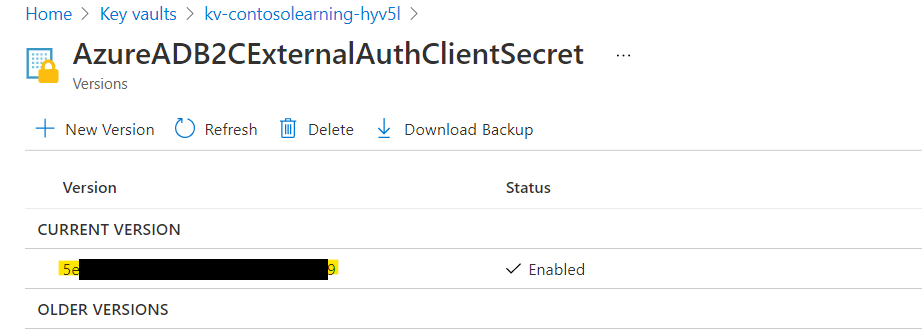 Home > Key vaults > kv-contosolearning-hyv5l >
AzureADB2CExternalAuthClientSecret ...
Versions
New Version Refresh Delete Download Backup
Version Status
CURRENT VERSION
5e 9 Enabled
OLDER VERSIONS